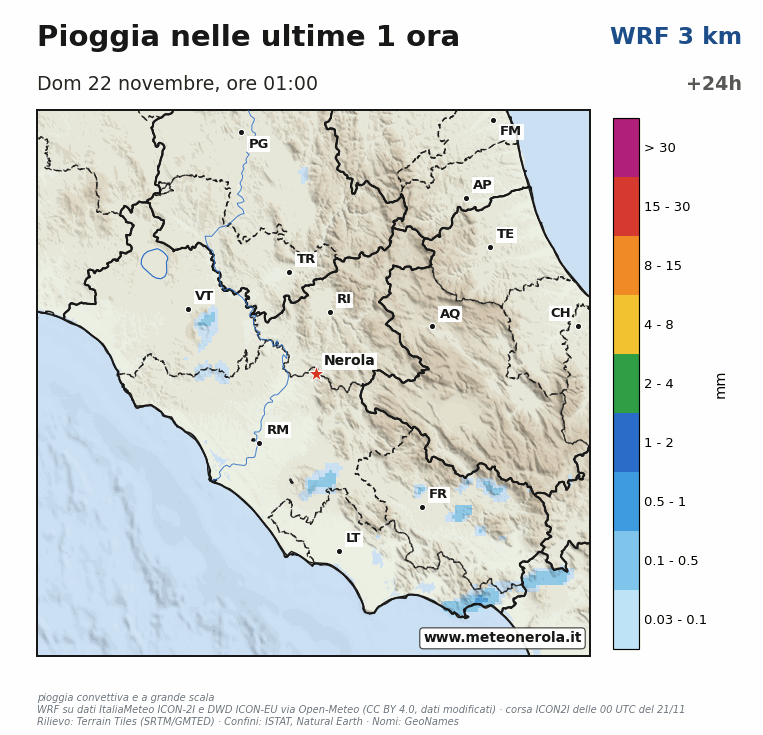 Pioggia nelle ultime 1 ora
WRF 3 km
Dom 22 novembre, ore 01:00
+24h
FM
PG
AP
TE
TR
VT
RI
AQ
CH
Nerola
RM
FR
LT
www.meteonerola.it
> 30
15 - 30
8 - 15
4 - 8
2 - 4
1 - 2
0.5 - 1
0.1 - 0.5
0.03 - 0.1
mm
pioggia convettiva e a grande scala
WRF su dati ItaliaMeteo ICON-2I e DWD ICON-EU via Open-Meteo (CC BY 4.0, dati modificati) · corsa ICON2I delle 00 UTC del 21/11
Rilievo: Terrain Tiles (SRTM/GMTED) · Confini: ISTAT, Natural Earth · Nomi: GeoNames